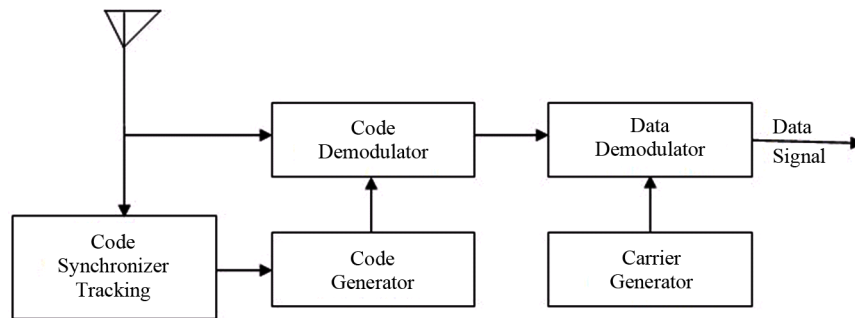 Code
Demodulator
Data
Demodulator
Data
Signal
Code
Synchronizer
Tracking
Code
Generator
Carrier
Generator